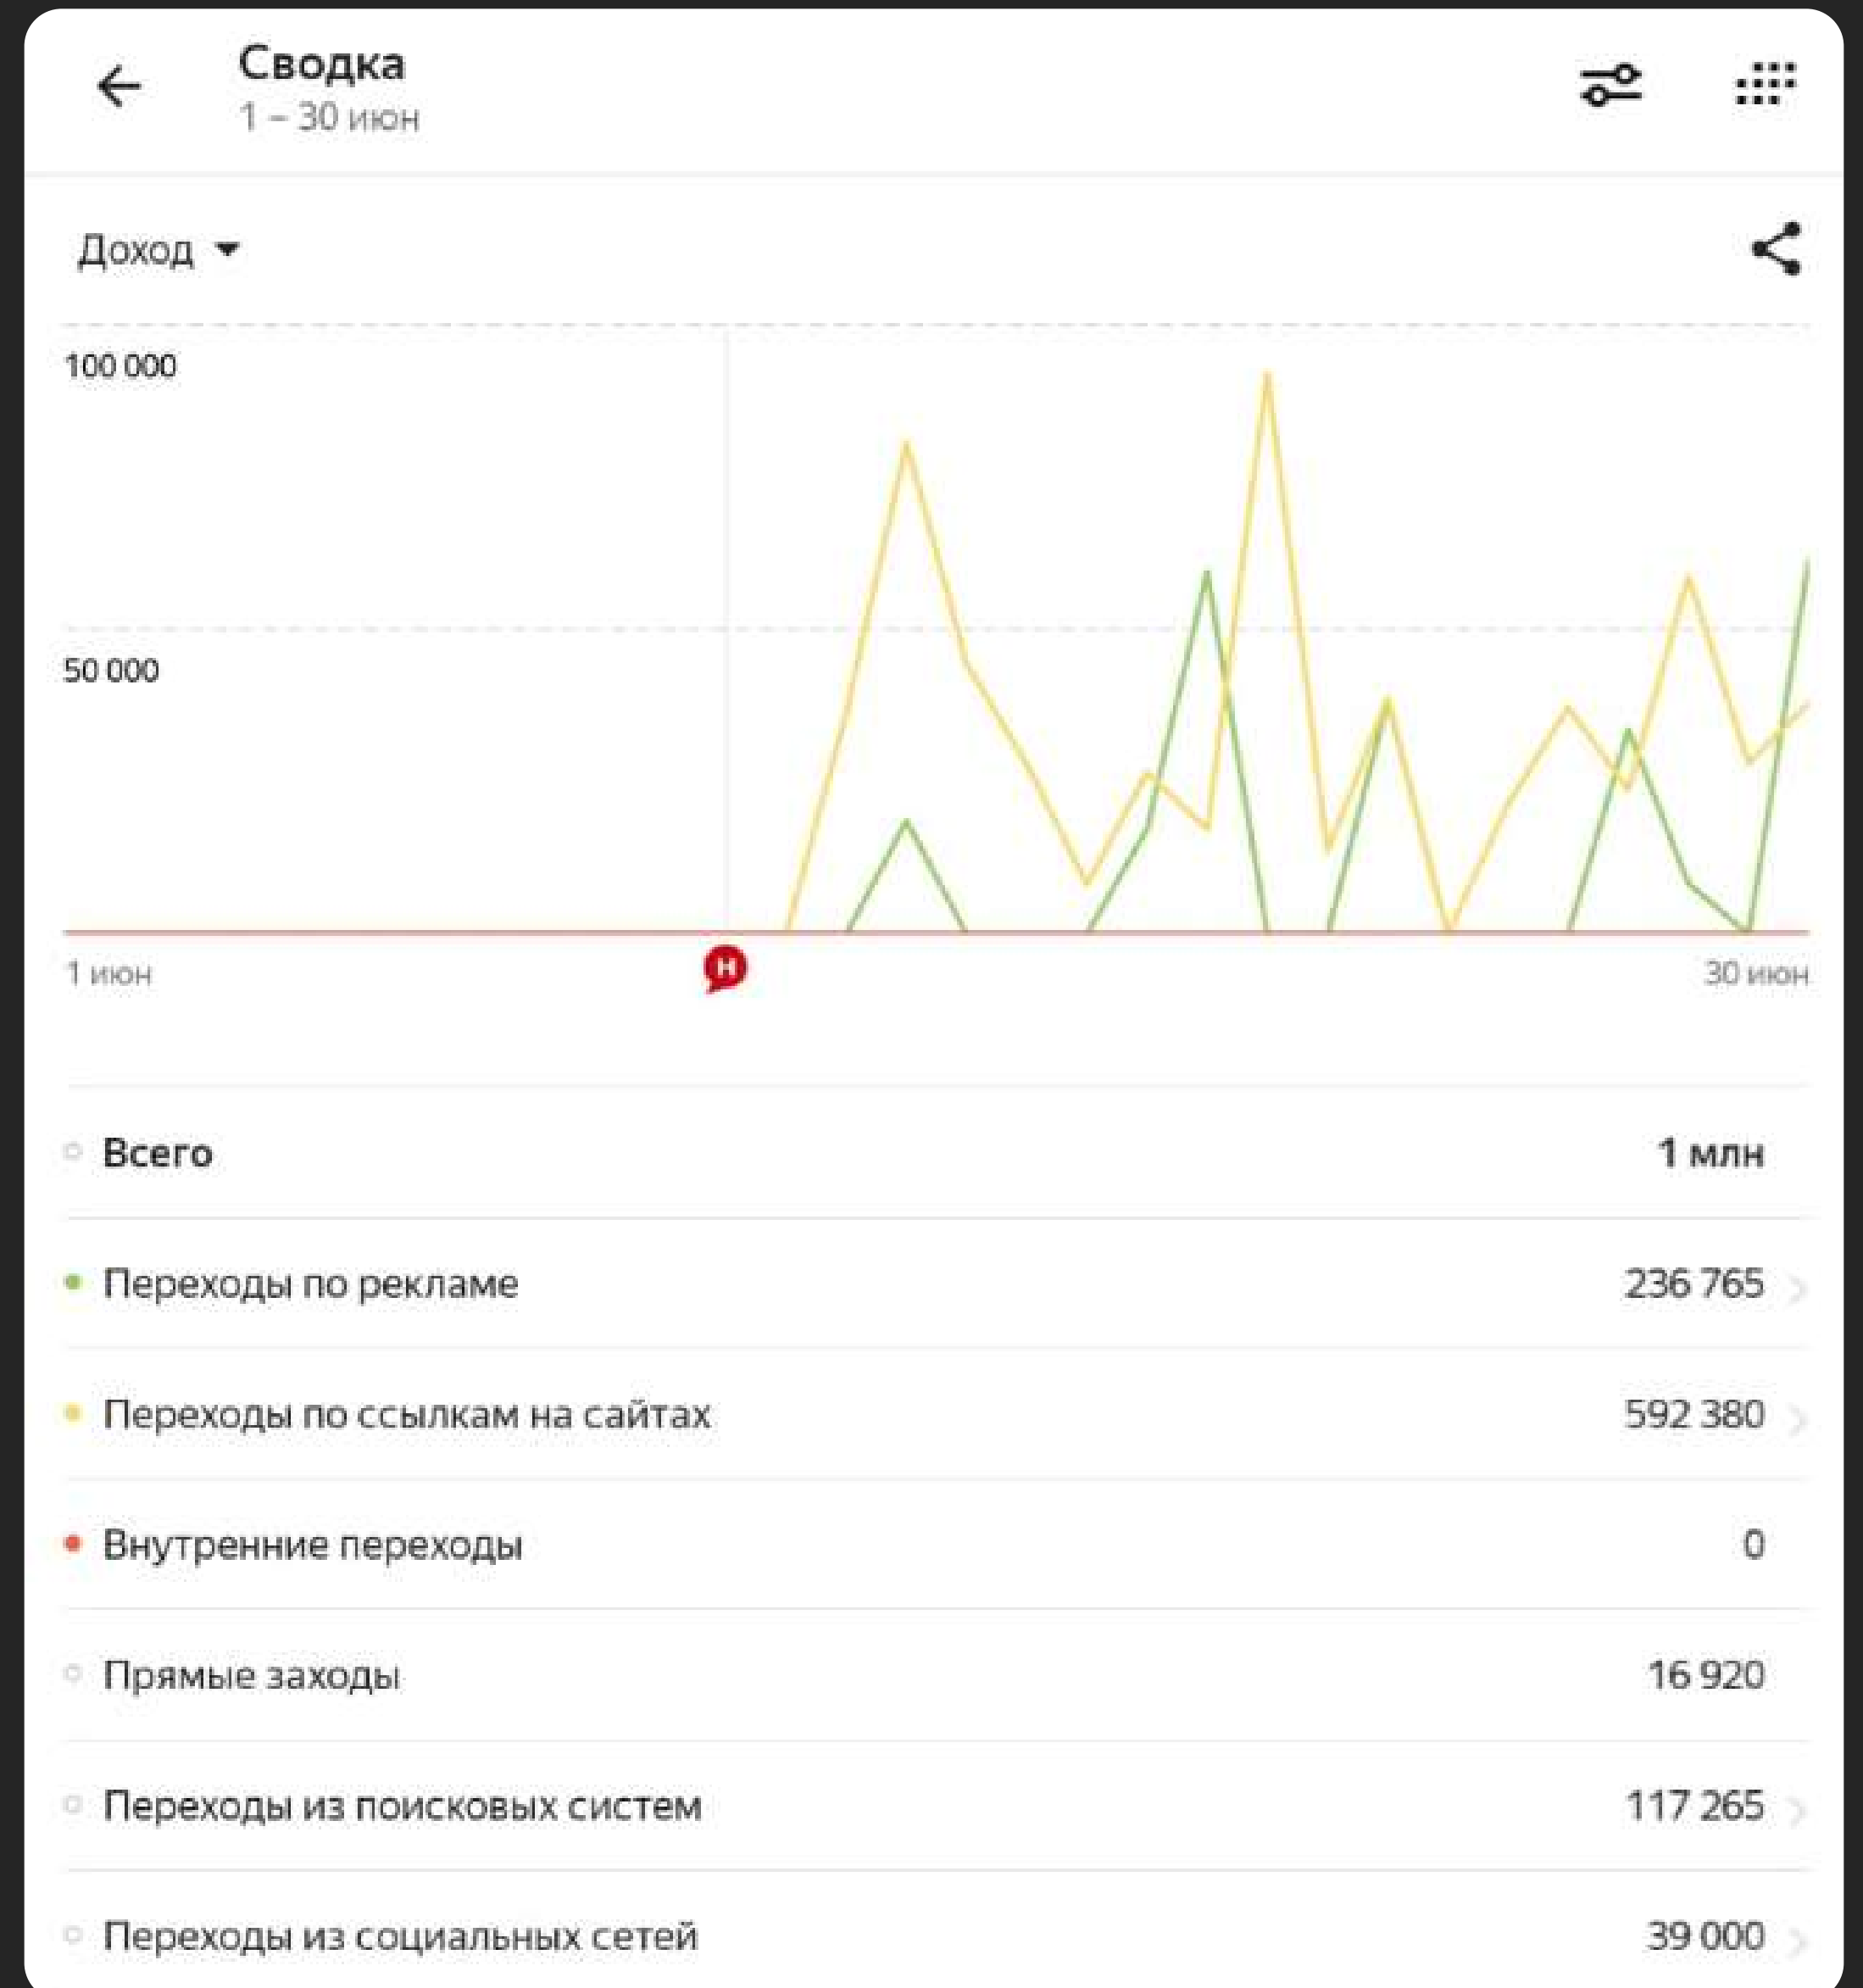 Сводка
1 – 30 июн
Доход
100 000
50 000
1 июн
Н
30 июн
Всего
1 млн
Переходы по рекламе
236 765
Переходы по ссылкам на сайтах
592 380
Внутренние переходы
0
Прямые заходы
16 920
Переходы из поисковых систем
117 265
Переходы из социальных сетей
39 000